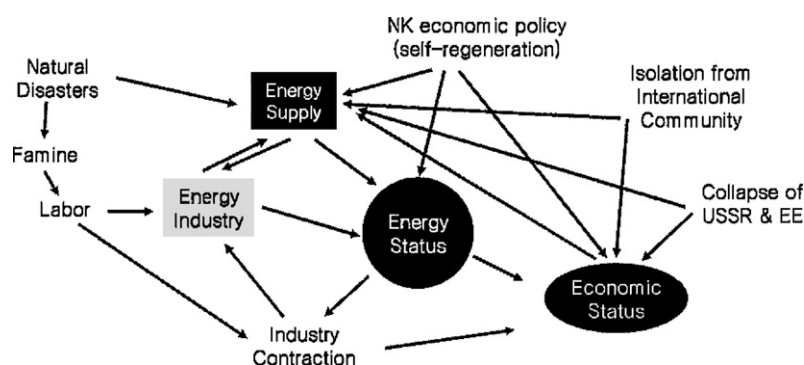 NK economic policy
(self-regeneration)
Natural
Disasters
Energy
Supply
Isolation from
International
Community
Famine
Labor
Energy
Industry
Energy
Status
Collapse of
USSR & EE
Economic
Status
Industry
Contraction